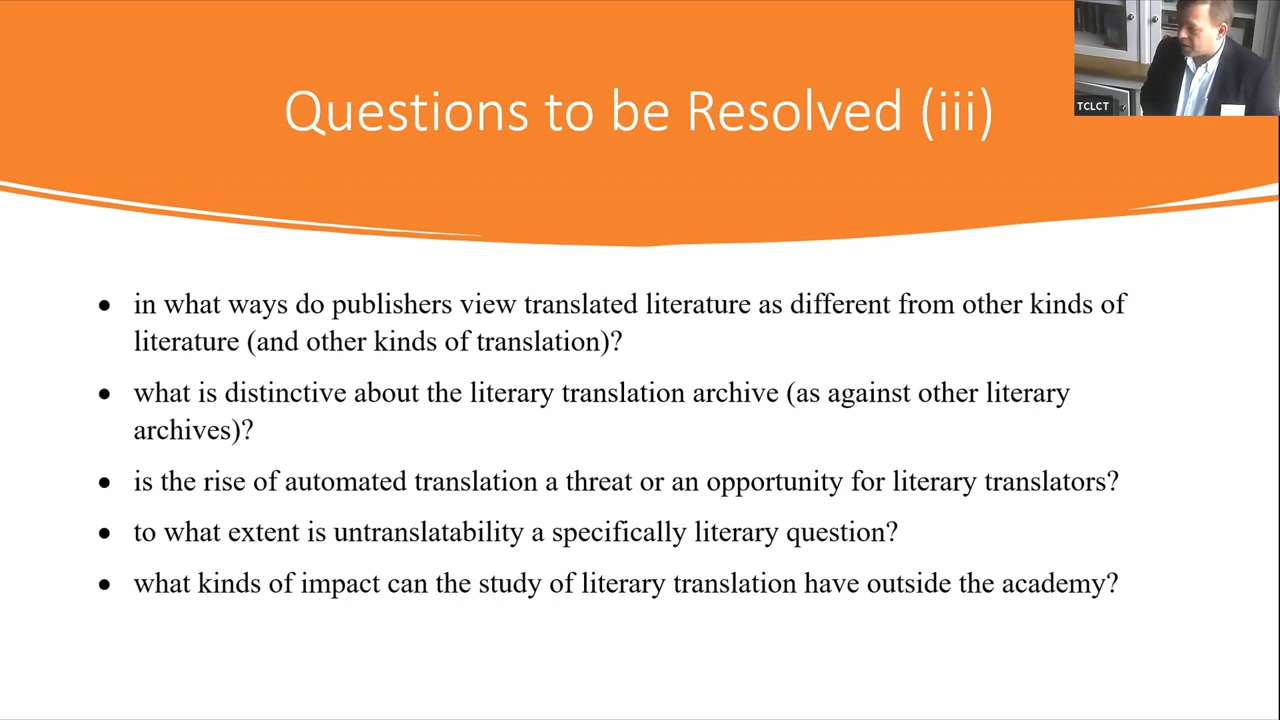 Questions to be Resolved (iii)
TCLCT
• in what ways do publishers view translated literature as different from other kinds of
literature (and other kinds of translation)?
• what is distinctive about the literary translation archive (as against other literary
archives)?
• is the rise of automated translation a threat or an opportunity for literary translators?
• to what extent is untranslatability a specifically literary question?
• what kinds of impact can the study of literary translation have outside the academy?